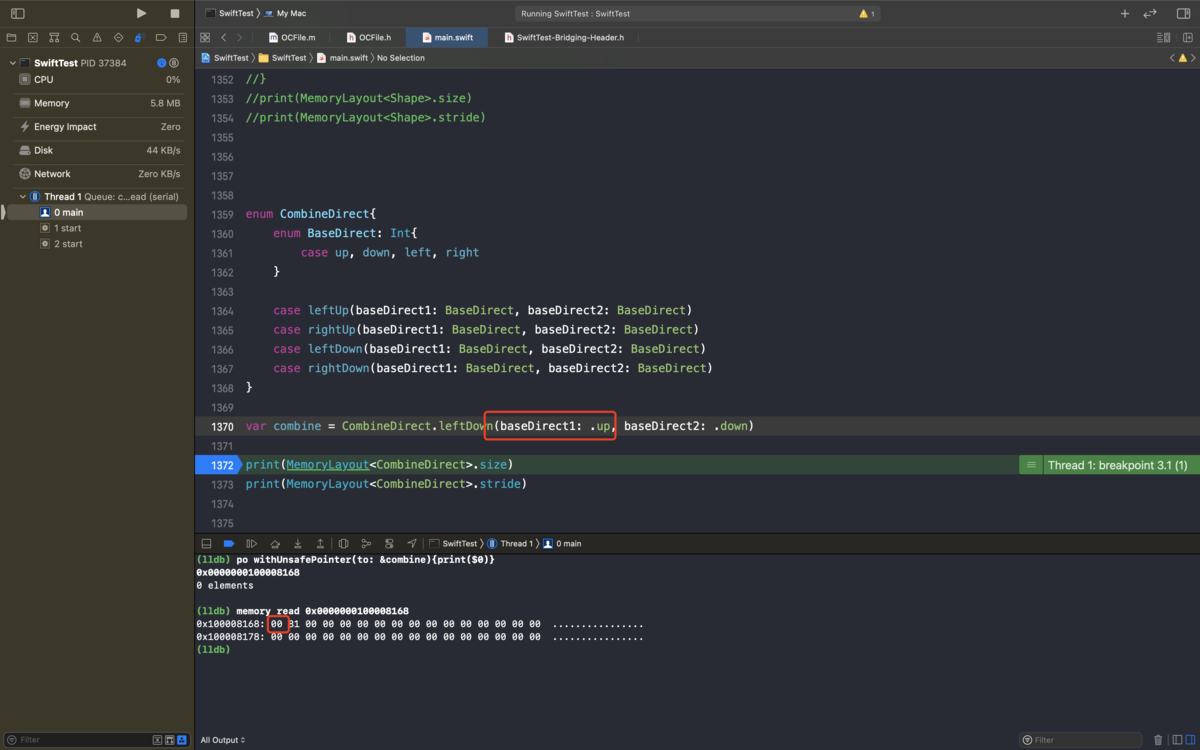 SwiftTest 〉 My Mac
Running SwiftTest : SwiftTest
1
OCFile.m
OCFile.h
main.swift
SwiftTest-Bridging-Header.h
SwiftTest 〉 SwiftTest 〉 main.swift 〉 No Selection
SwiftTest PID 37384
CPU 0%
Memory 5.8 MB
Energy Impact Zero
Disk 44 KB/s
Network Zero KB/s
Thread 1 Queue: c...ead (serial)
0 main
1 start
2 start
1352 //}
1353 //print(MemoryLayout<Shape>.size)
1354 //print(MemoryLayout<Shape>.stride)
1355
1356
1357
1358
1359 enum CombineDirect{
1360 enum BaseDirect: Int{
1361 case up, down, left, right
1362 }
1363
1364 case leftUp(baseDirect1: BaseDirect, baseDirect2: BaseDirect)
1365 case rightUp(baseDirect1: BaseDirect, baseDirect2: BaseDirect)
1366 case leftDown(baseDirect1: BaseDirect, baseDirect2: BaseDirect)
1367 case rightDown(baseDirect1: BaseDirect, baseDirect2: BaseDirect)
1368 }
1369
1370 var combine = CombineDirect.leftDown(baseDirect1: .up, baseDirect2: .down)
1371
1372 print(MemoryLayout<CombineDirect>.size) Thread 1: breakpoint 3.1 (1)
1373 print(MemoryLayout<CombineDirect>.stride)
1374
1375
SwiftTest 〉 Thread 1 〉 0 main
(lldb) po withUnsafePointer(to: &combine){print($0)}
0x0000000100008168
0 elements
(lldb) memory read 0x0000000100008168
0x100008168: 00 81 00 00 00 00 00 00 00 00 00 00 00 00 00 00 ................
0x100008178: 00 00 00 00 00 00 00 00 00 00 00 00 00 00 00 00 ................
(lldb)
Filter
All Output
Filter